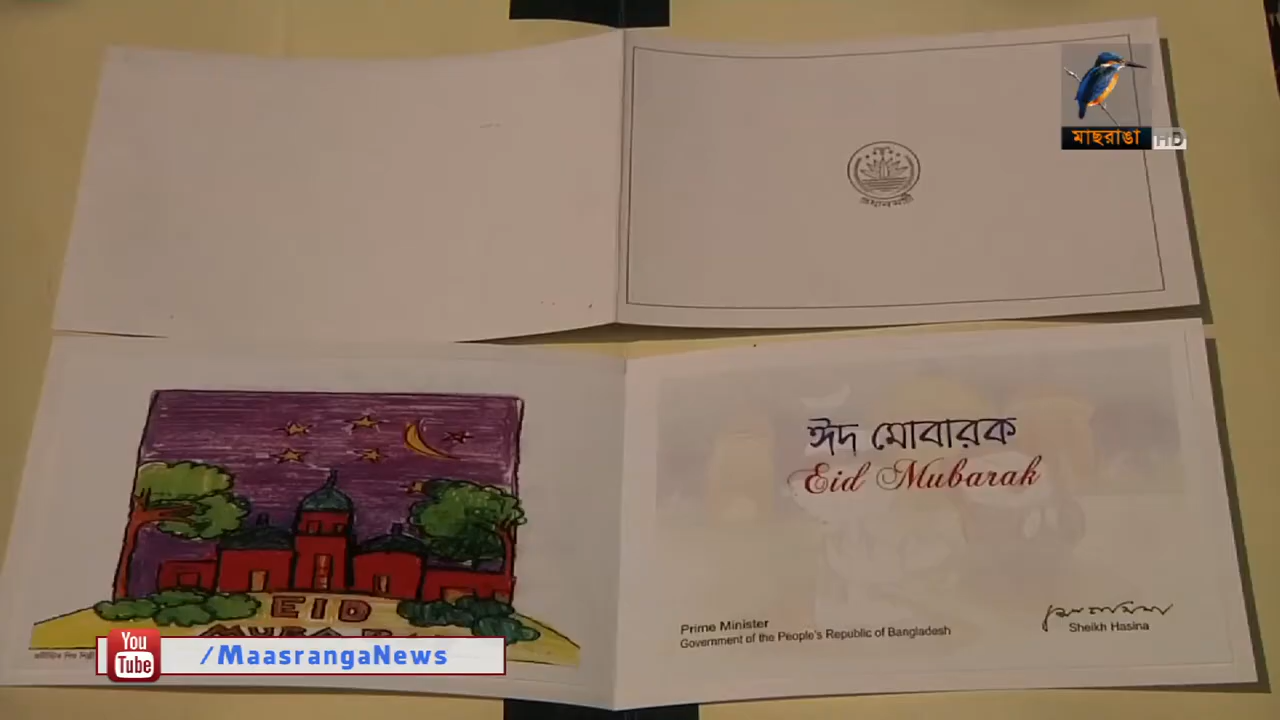 মাছরাঙা HD
ঈদ মোবারক
Eid Mubarak
EID
Prime Minister
Government of the People's Republic of Bangladesh
Sheikh Hasina
You Tube
/MaasrangaNews